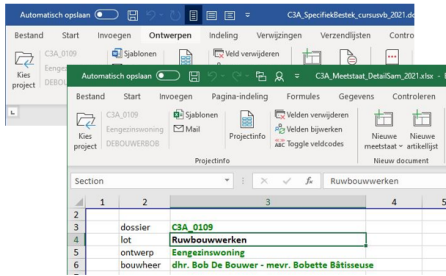 Automatisch opslaan C3A_SpecifiekBestek_cursusvb_2021.do
Bestand Start Invoegen Ontwerpen Indeling Verwijzingen Verzendlijsten Contro
Kies project
C3A_0109
Eenge
DEBOU
Sjablonen
Veld verwijderen
Automatisch opslaan C3A_Meetstaat_DetailSam_2021.xlsx -
Bestand Start Invoegen Pagina-indeling Formules Gegevens Controleren
Kies project
C3A_0109
Eengezinswoning
DEBOUWERBOB
Sjablonen
Mail
Projectinfo
Velden verwijderen
Velden bijwerken
Toggle veldcodes
Nieuwe meetstaat
Nieuwe artikellijst
Projectinfo Nieuw document
Section fx Ruwbouwwerken
1 2 3 4 5
2
3 dossier C3A_0109
4 lot Ruwbouwwerken
5 ontwerp Eengezinswoning
6 bouwheer dhr. Bob De Bouwer - mevr. Bobette Bâtisseuse